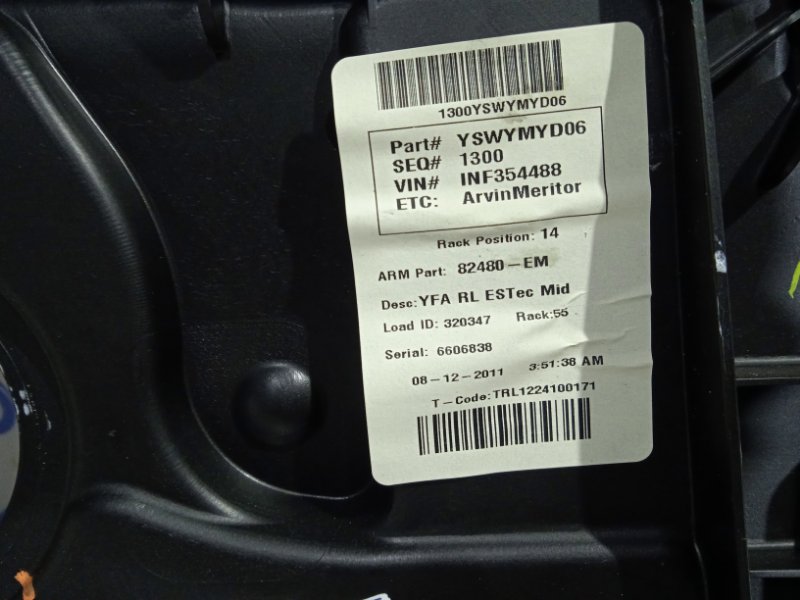 1300YSWYMYD06
Part# YSWYMYD06
SEQ# 1300
VIN# INF354488
ETC: ArvinMeritor
Rack Position: 14
ARM Part: 82480-EM
Desc:YFA RL ESTec Mid
Load ID: 320347 Rack:55
Serial: 6606838
08-12-2011 3:51:38 AM
T-Code:TRL1224100171